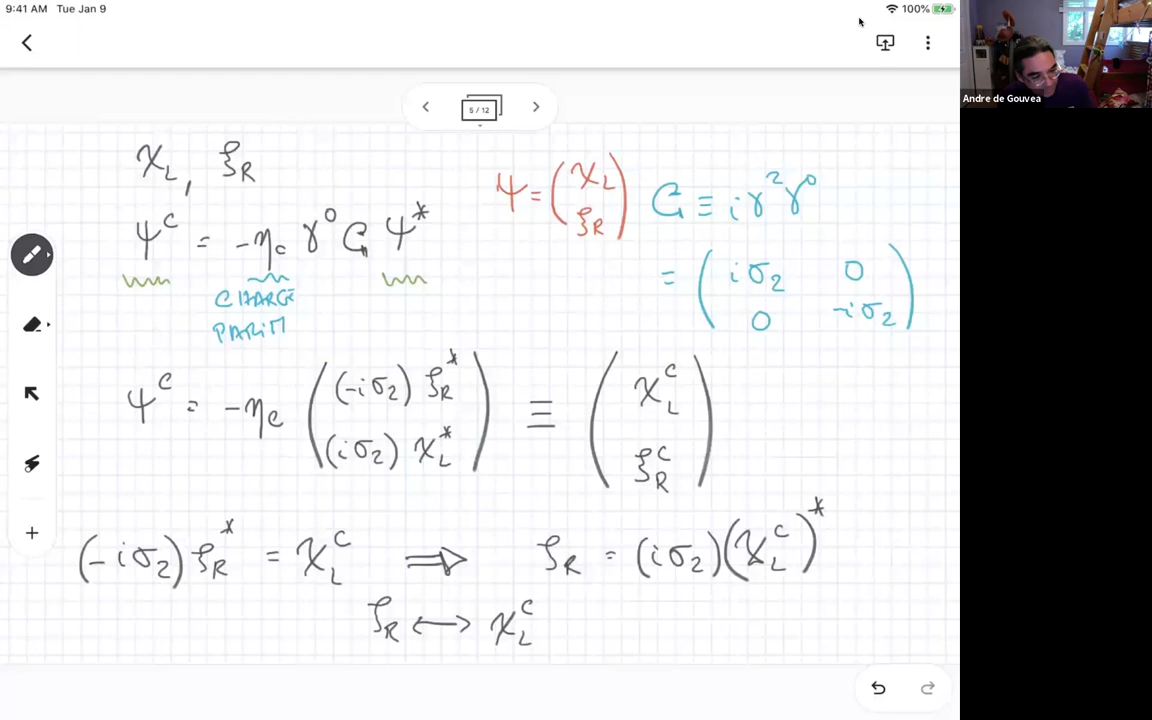 9:41 AM Tue Jan 9
100%
Andre de Gouvea
5 / 12
χ_L , ξ_R
Ψ = ( χ_L ξ_R )
C ≡ iγ²γ⁰
Ψ^C = -η_C γ⁰ C Ψ*
= ( iσ₂ 0
0 -iσ₂ )
CHARGE
PARITY
Ψ^C = -η_C ( (-iσ₂) ξ_R* (iσ₂) χ_L* ) ≡ ( χ_L^C ξ_R^C )
(-iσ₂) ξ_R* = χ_L^C ⟹ ξ_R = (iσ₂)(χ_L^C)*
ξ_R ⟷ χ_L^C